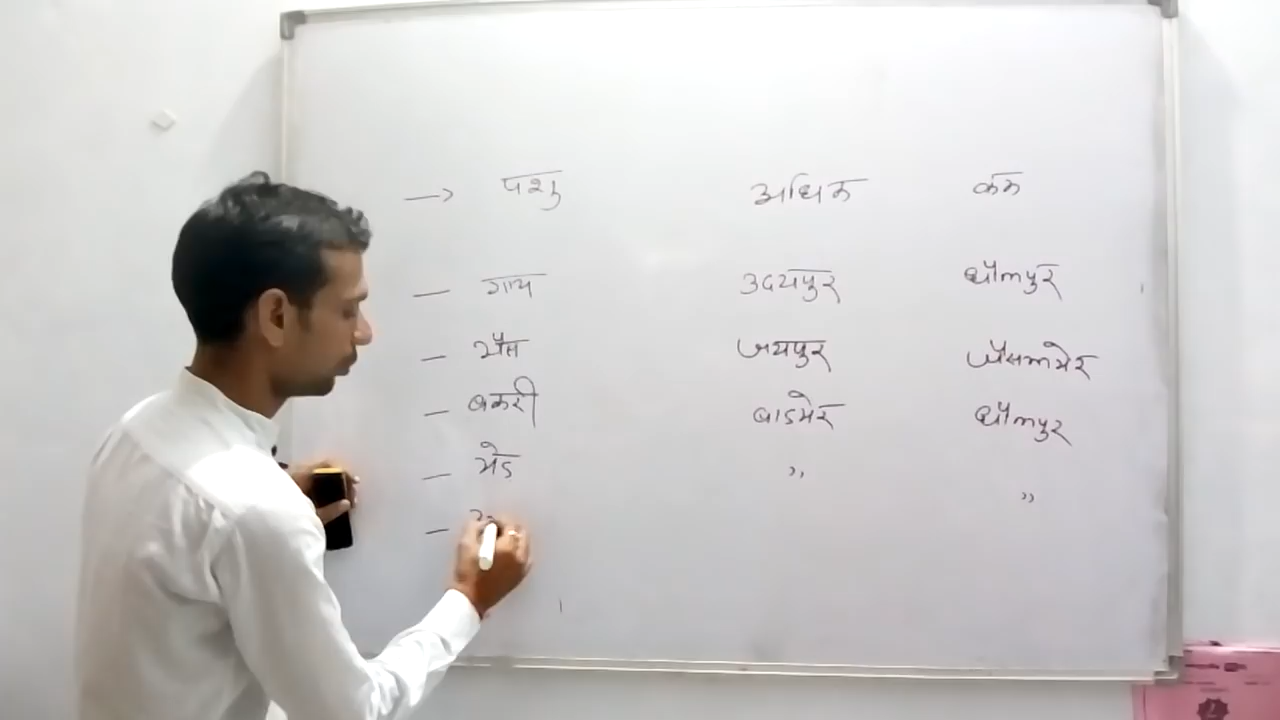 → पशु अधिक कम
— गाय उदयपुर धौलपुर
— भैंस जयपुर जैसलमेर
— बकरी बाडमेर धौलपुर
— भेड " "
—